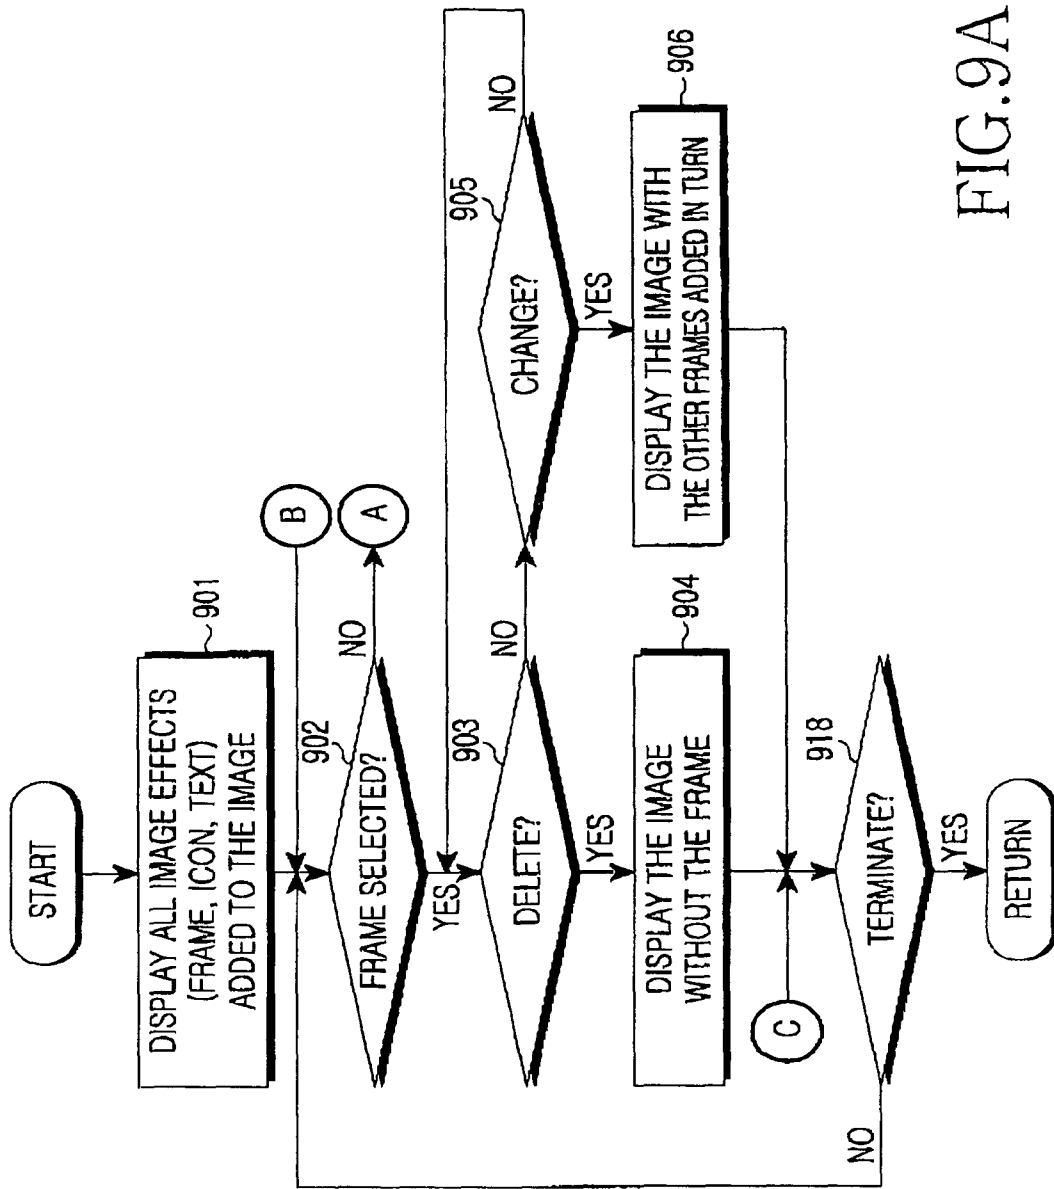 START
DISPLAY ALL IMAGE EFFECTS
(FRAME, ICON, TEXT)
ADDED TO THE IMAGE
901
B
FRAME SELECTED?
902
NO
A
YES
DELETE?
903
NO
CHANGE?
905
NO
YES
YES
DISPLAY THE IMAGE
WITHOUT THE FRAME
904
DISPLAY THE IMAGE WITH
THE OTHER FRAMES ADDED IN TURN
906
C
TERMINATE?
918
NO
YES
RETURN
FIG.9A